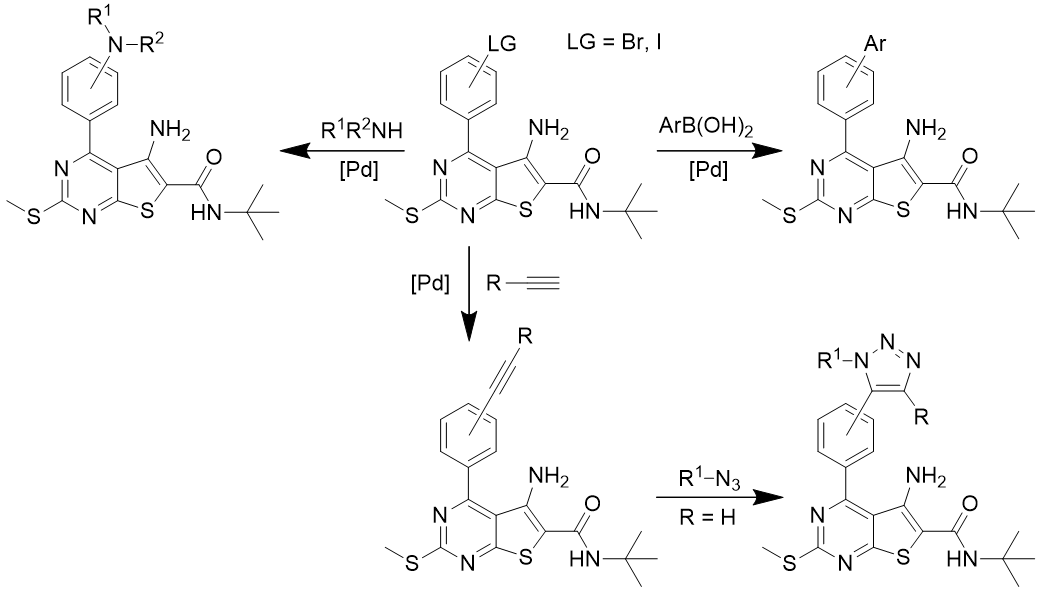 R¹
N–R²
LG
LG = Br, I
Ar
R¹R²NH
[Pd]
ArB(OH)₂
[Pd]
NH₂
O
N
N
S
S
HN
NH₂
O
N
N
S
S
HN
NH₂
O
N
N
S
S
HN
[Pd]
R
R
R¹–N
N
N
R
R¹–N₃
R = H
NH₂
O
N
N
S
S
HN
NH₂
O
N
N
S
S
HN